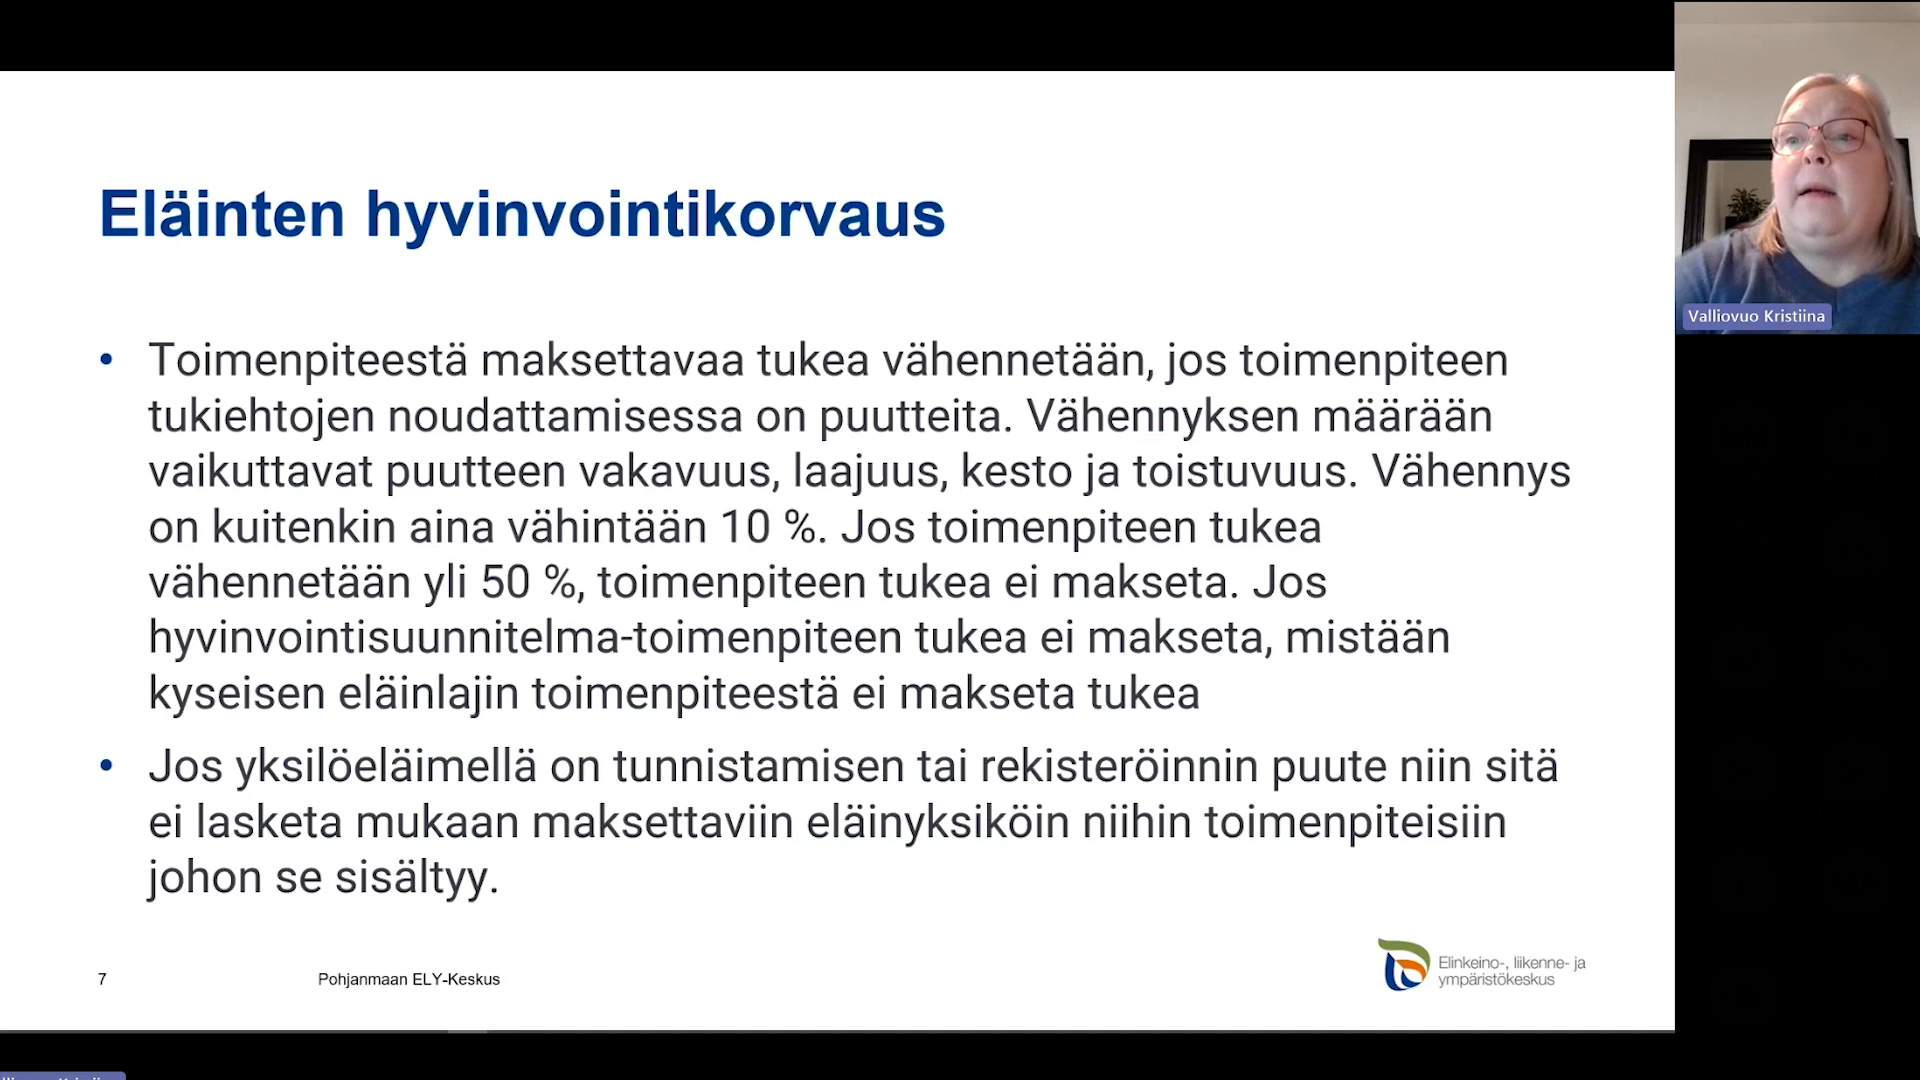 Eläinten hyvinvointikorvaus
• Toimenpiteestä maksettavaa tukea vähennetään, jos toimenpiteen
tukiehtojen noudattamisessa on puutteita. Vähennyksen määrään
vaikuttavat puutteen vakavuus, laajuus, kesto ja toistuvuus. Vähennys
on kuitenkin aina vähintään 10 %. Jos toimenpiteen tukea
vähennetään yli 50 %, toimenpiteen tukea ei makseta. Jos
hyvinvointisuunnitelma-toimenpiteen tukea ei makseta, mistään
kyseisen eläinlajin toimenpiteestä ei makseta tukea
• Jos yksilöeläimellä on tunnistamisen tai rekisteröinnin puute niin sitä
ei lasketa mukaan maksettaviin eläinyksiköin niihin toimenpiteisiin
johon se sisältyy.
7
Pohjanmaan ELY-Keskus
Elinkeino-, liikenne- ja
ympäristökeskus
Valliovuo Kristiina